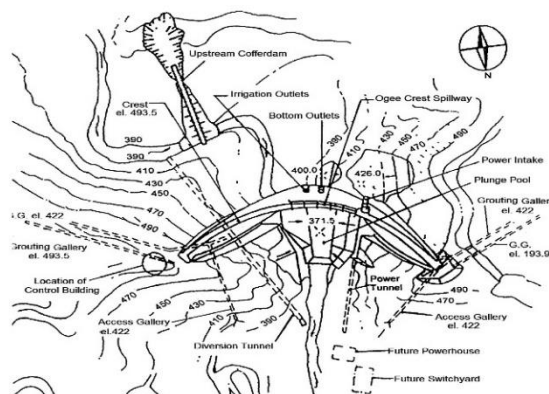 Upstream Cofferdam
N
Irrigation Outlets
Ogee Crest Spillway
Crest
el. 493.5
Bottom Outlets
390
390
410
430
450
470
490
390
410
430
450
410
430
470
490
400.0
426.0
Power Intake
Plunge Pool
Grouting Gallery
el. 422
G.G. el. 422
371.5
G.G.
el. 193.9
Grouting Gallery
el. 493.5
Location of
Control Building
Power
Tunnel
470
450
430
410
390
490
470
Access Gallery
el.422
Access Gallery
el. 422
Diversion Tunnel
Future Powerhouse
Future Switchyard